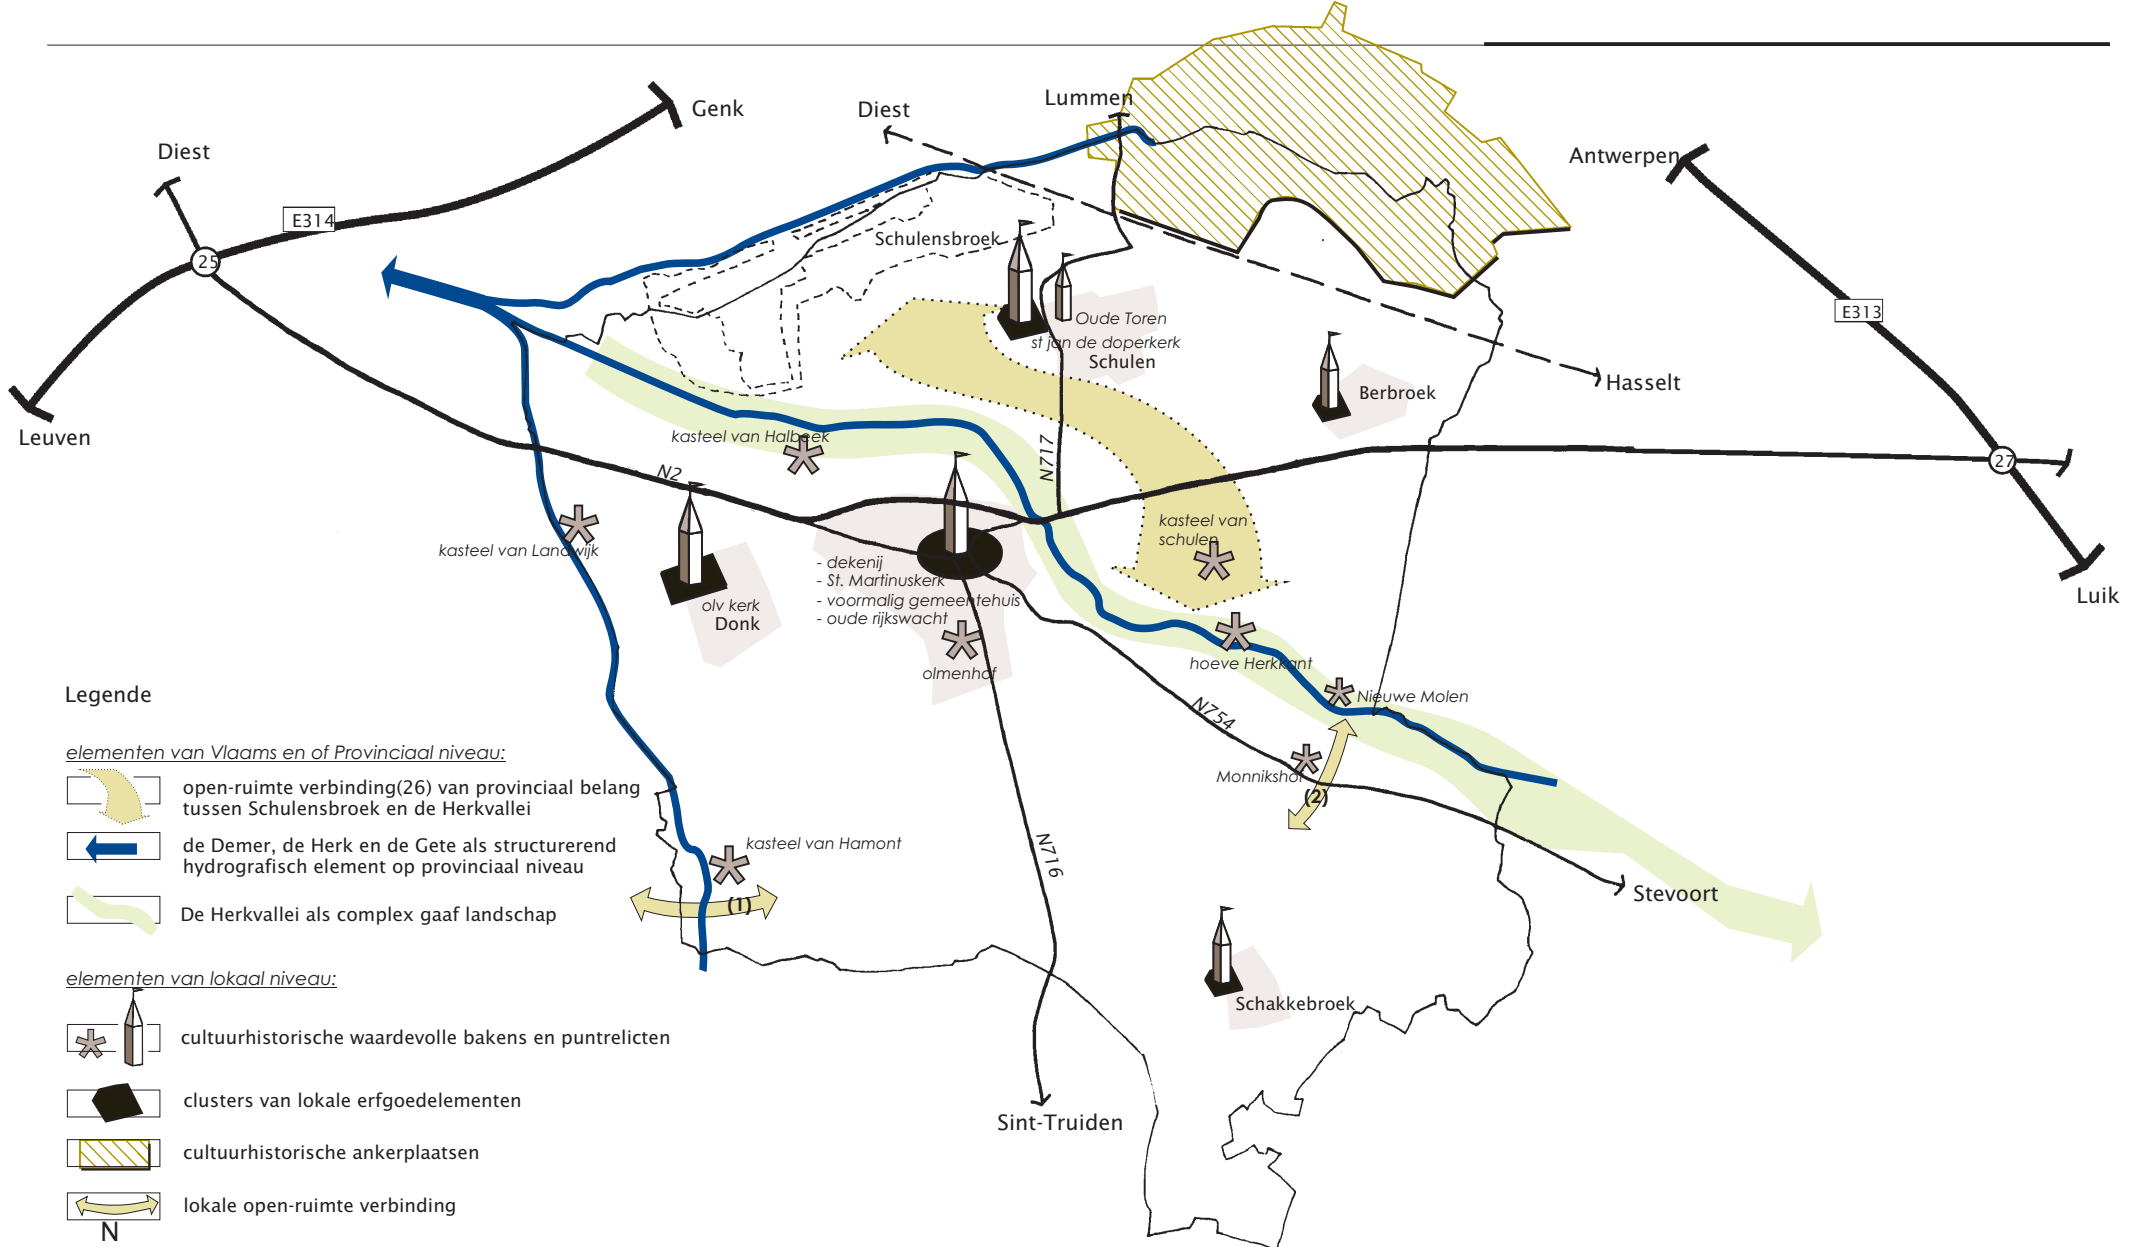 Genk
Diest
Lummen
Diest
Antwerpen
E314
Schulensbroek
25
E313
Oude Toren
st jan de doperkerk
Schulen
Hasselt
Berbroek
Leuven
kasteel van Halbeek
N717
N2
27
kasteel van
schulen
kasteel van Landwijk
- dekenij
- St. Martinuskerk
- voormalig gemeentehuis
- oude rijkswacht
olv kerk
Donk
Luik
olmenhof
hoeve Herkkant
Nieuwe Molen
N754
Monnikshof
(2)
kasteel van Hamont
N716
(1)
Stevoort
Schakkebroek
Sint-Truiden
Legende
elementen van Vlaams en of Provinciaal niveau:
open-ruimte verbinding(26) van provinciaal belang
tussen Schulensbroek en de Herkvallei
de Demer, de Herk en de Gete als structurerend
hydrografisch element op provinciaal niveau
De Herkvallei als complex gaaf landschap
elementen van lokaal niveau:
cultuurhistorische waardevolle bakens en puntrelicten
clusters van lokale erfgoedelementen
cultuurhistorische ankerplaatsen
lokale open-ruimte verbinding
N